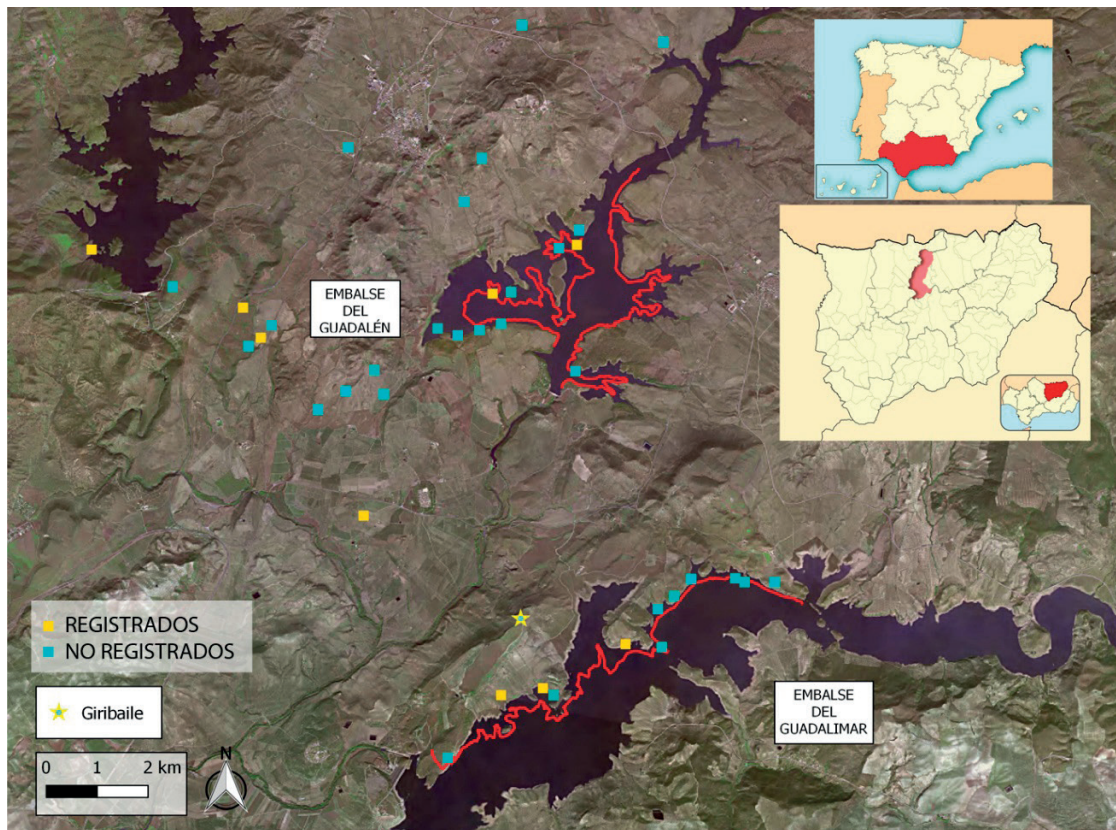 EMBALSE
DEL
GUADALÉN
REGISTRADOS
NO REGISTRADOS
Giribaile
0 1 2 km
N
EMBALSE
DEL
GUADALIMAR